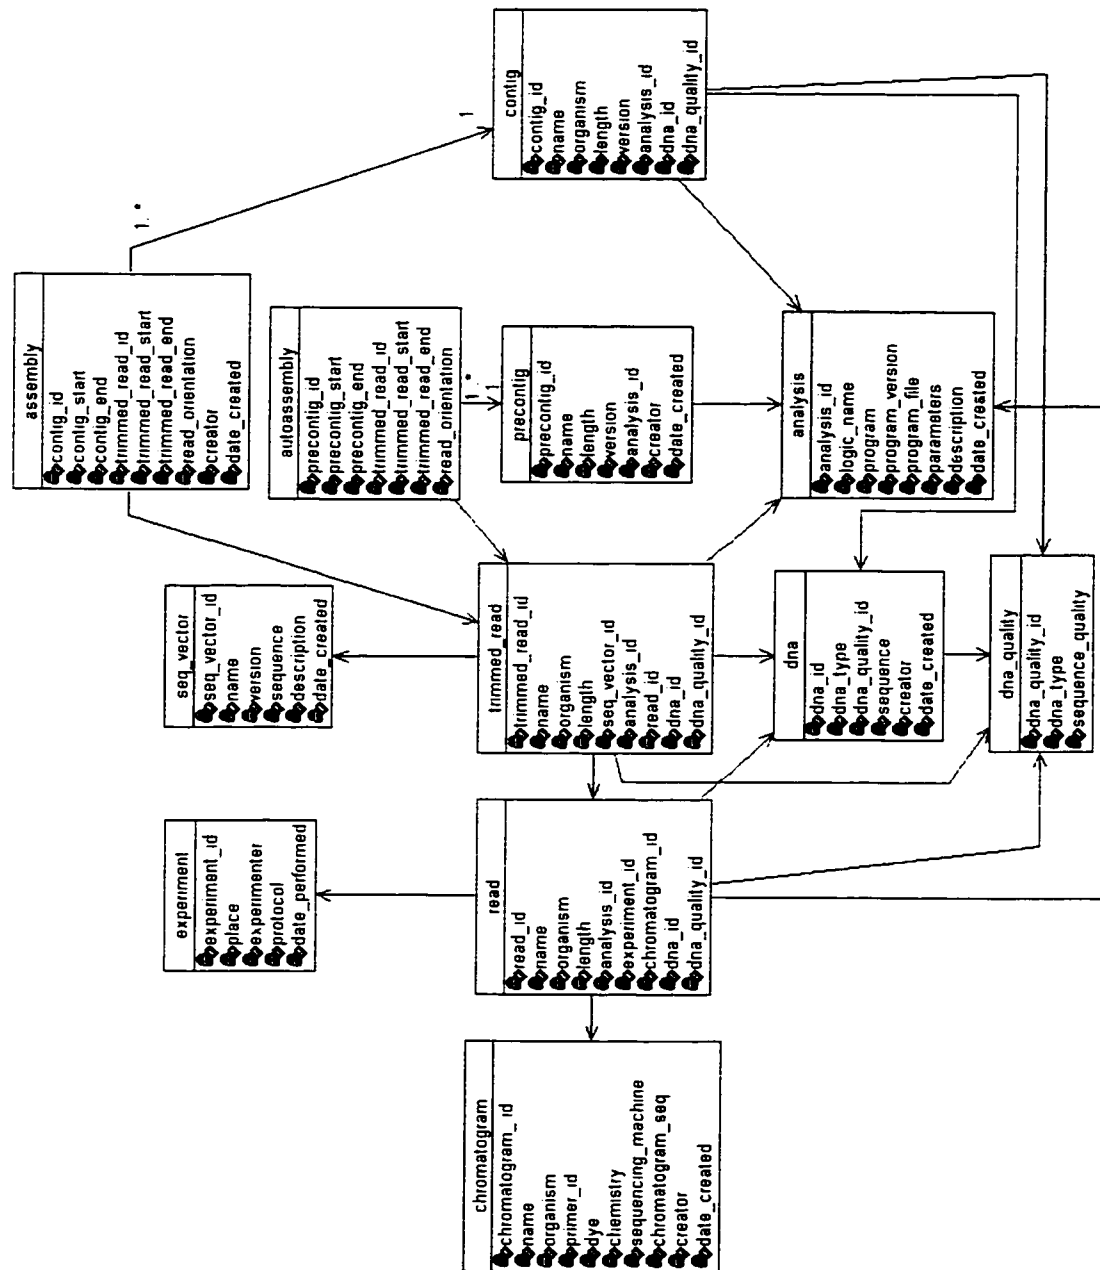 chromatogram
chromatogram_id
name
organism
primer_id
dye
chemistry
sequencing_machine
chromatogram_seq
creator
date_created
experiment
experiment_id
place
experimenter
protocol
date_performed
read
read_id
name
organism
length
analysis_id
experiment_id
chromatogram_id
dna_id
dna_quality_id
seq_vector
seq_vector_id
name
version
sequence
description
date_created
trimmed_read
trimmed_read_id
name
organism
length
seq_vector_id
analysis_id
read_id
dna_id
dna_quality_id
dna
dna_id
dna_type
dna_quality_id
sequence
creator
date_created
dna_quality
dna_quality_id
dna_type
sequence_quality
assembly
contig_id
contig_start
contig_end
trimmed_read_id
trimmed_read_start
trimmed_read_end
read_orientation
creator
date_created
autoassembly
precontig_id
precontig_start
precontig_end
trimmed_read_id
trimmed_read_start
trimmed_read_end
read_orientation
1..*
1
precontig
precontig_id
name
length
version
analysis_id
creator
date_created
analysis
analysis_id
logic_name
program
program_version
program_file
parameters
description
date_created
1..*
1
contig
contig_id
name
organism
length
version
analysis_id
dna_id
dna_quality_id